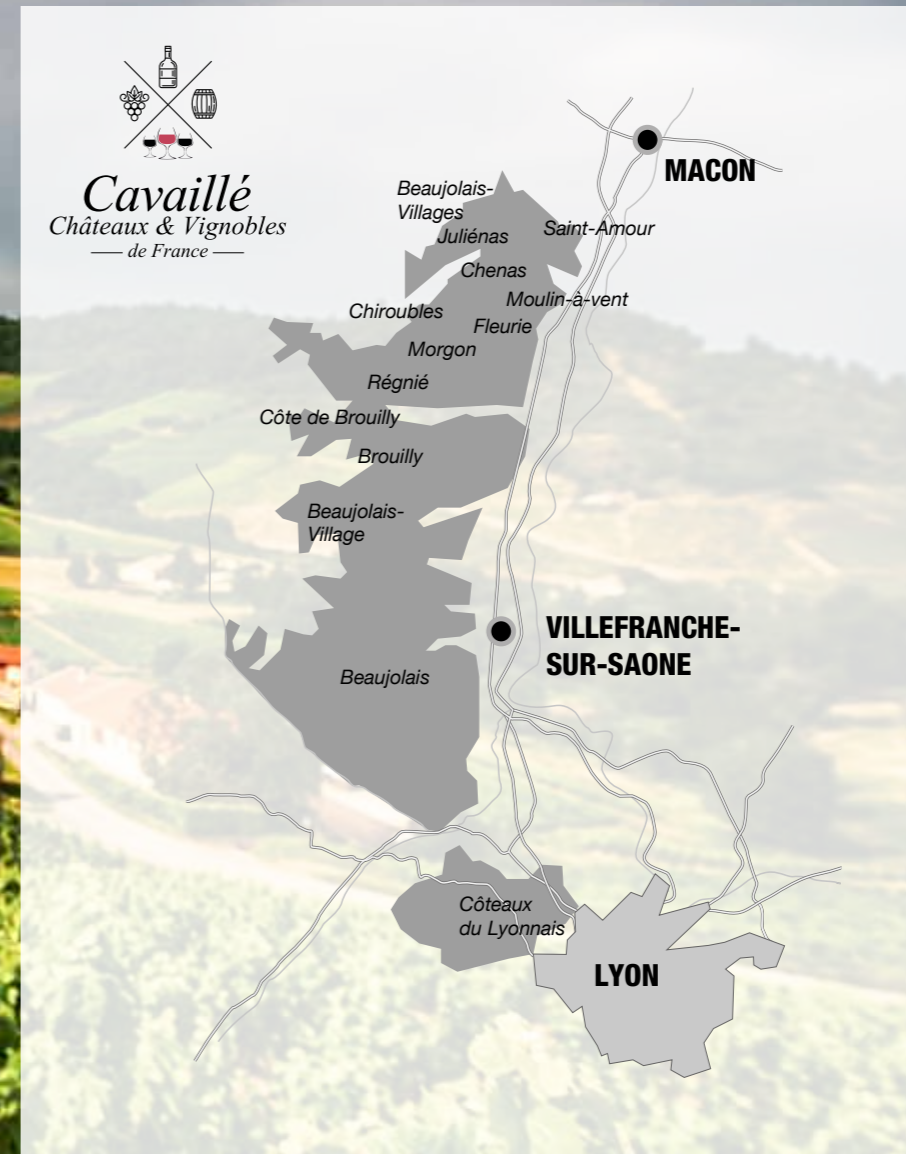 Cavaillé
Châteaux & Vignobles
de France
MACON
Beaujolais-
Villages
Saint-Amour
Juliénas
Chenas
Moulin-à-vent
Chiroubles
Fleurie
Morgon
Régnié
Côte de Brouilly
Brouilly
Beaujolais-
Village
VILLEFRANCHE-
SUR-SAONE
Beaujolais
Côteaux
du Lyonnais
LYON